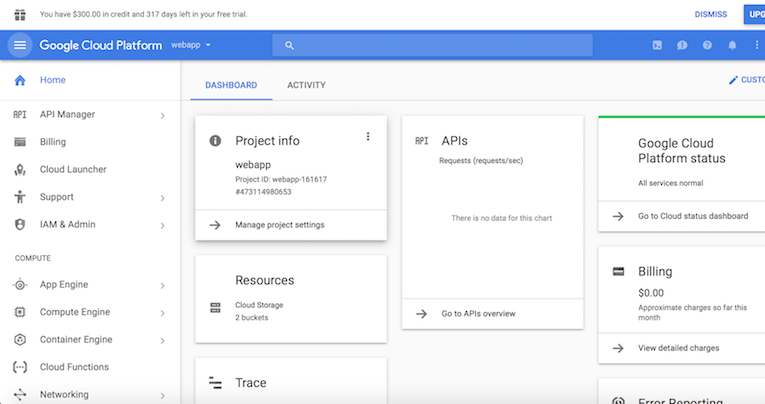 You have $300.00 in credit and 317 days left in your free trial.
DISMISS
UPG
Google Cloud Platform
webapp
Home
DASHBOARD
ACTIVITY
CUSTO
API
API Manager
Billing
Cloud Launcher
Support
IAM & Admin
COMPUTE
App Engine
Compute Engine
Container Engine
Cloud Functions
Networking
Project info
webapp
Project ID: webapp-161617
#473114980653
Manage project settings
Resources
Cloud Storage
2 buckets
Trace
API
APIs
Requests (requests/sec)
There is no data for this chart
Go to APIs overview
Google Cloud
Platform status
All services normal
Go to Cloud status dashboard
Billing
$0.00
Approximate charges so far this
month
View detailed charges
Error Reporting